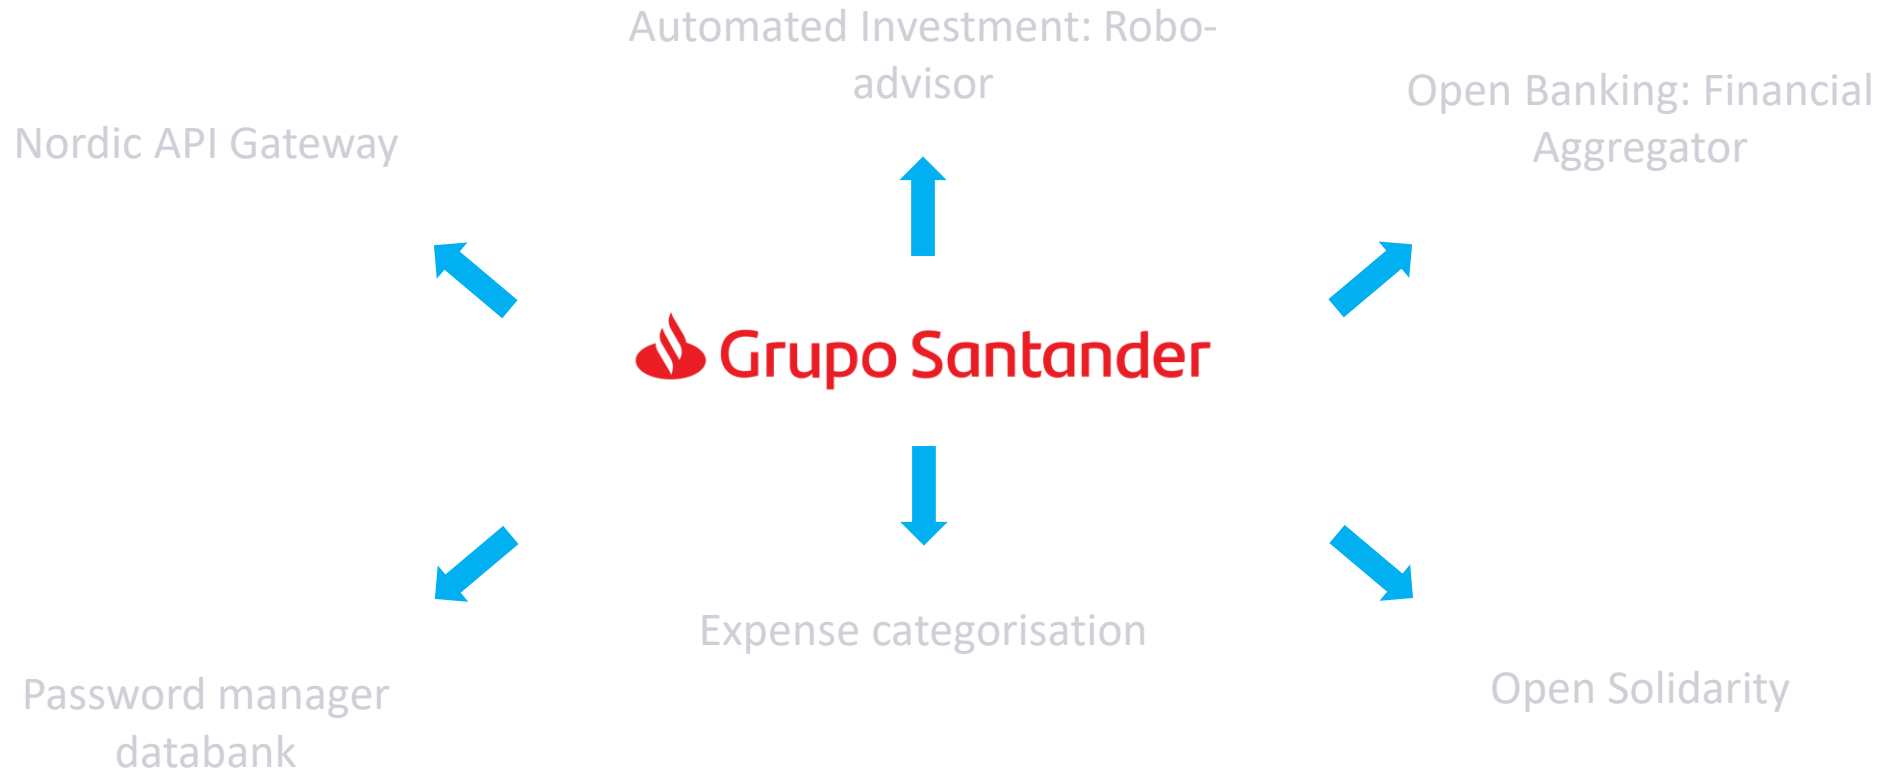 Automated Investment: Robo-
advisor
Open Banking: Financial
Aggregator
Nordic API Gateway
Grupo Santander
Expense categorisation
Password manager
databank
Open Solidarity